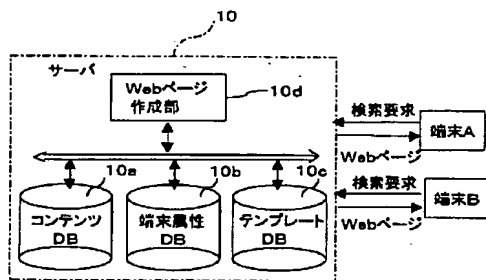 10
サーバ
Webページ
作成部
10d
検索要求
端末A
Webページ
10a
10b
10c
検索要求
端末B
Webページ
コンテンツ
DB
端末属性
DB
テンプレート
DB